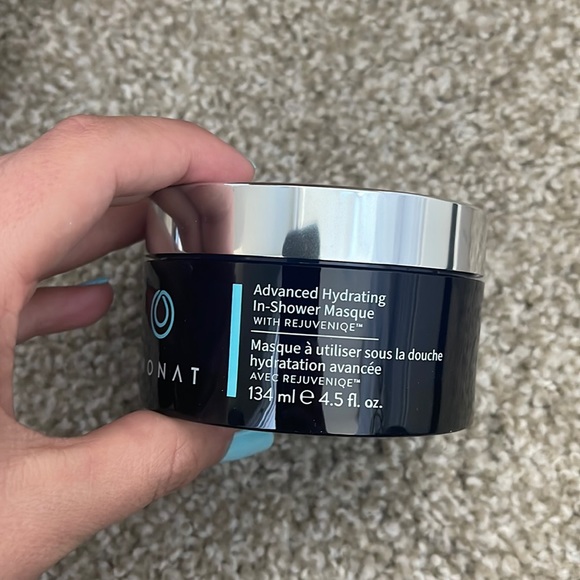 ONAT
Advanced Hydrating
In-Shower Masque
WITH REJUVENIQE™
Masque à utiliser sous la douche
hydratation avancée
AVEC REJUVENIQE™
134 ml ℮ 4.5 fl. oz.